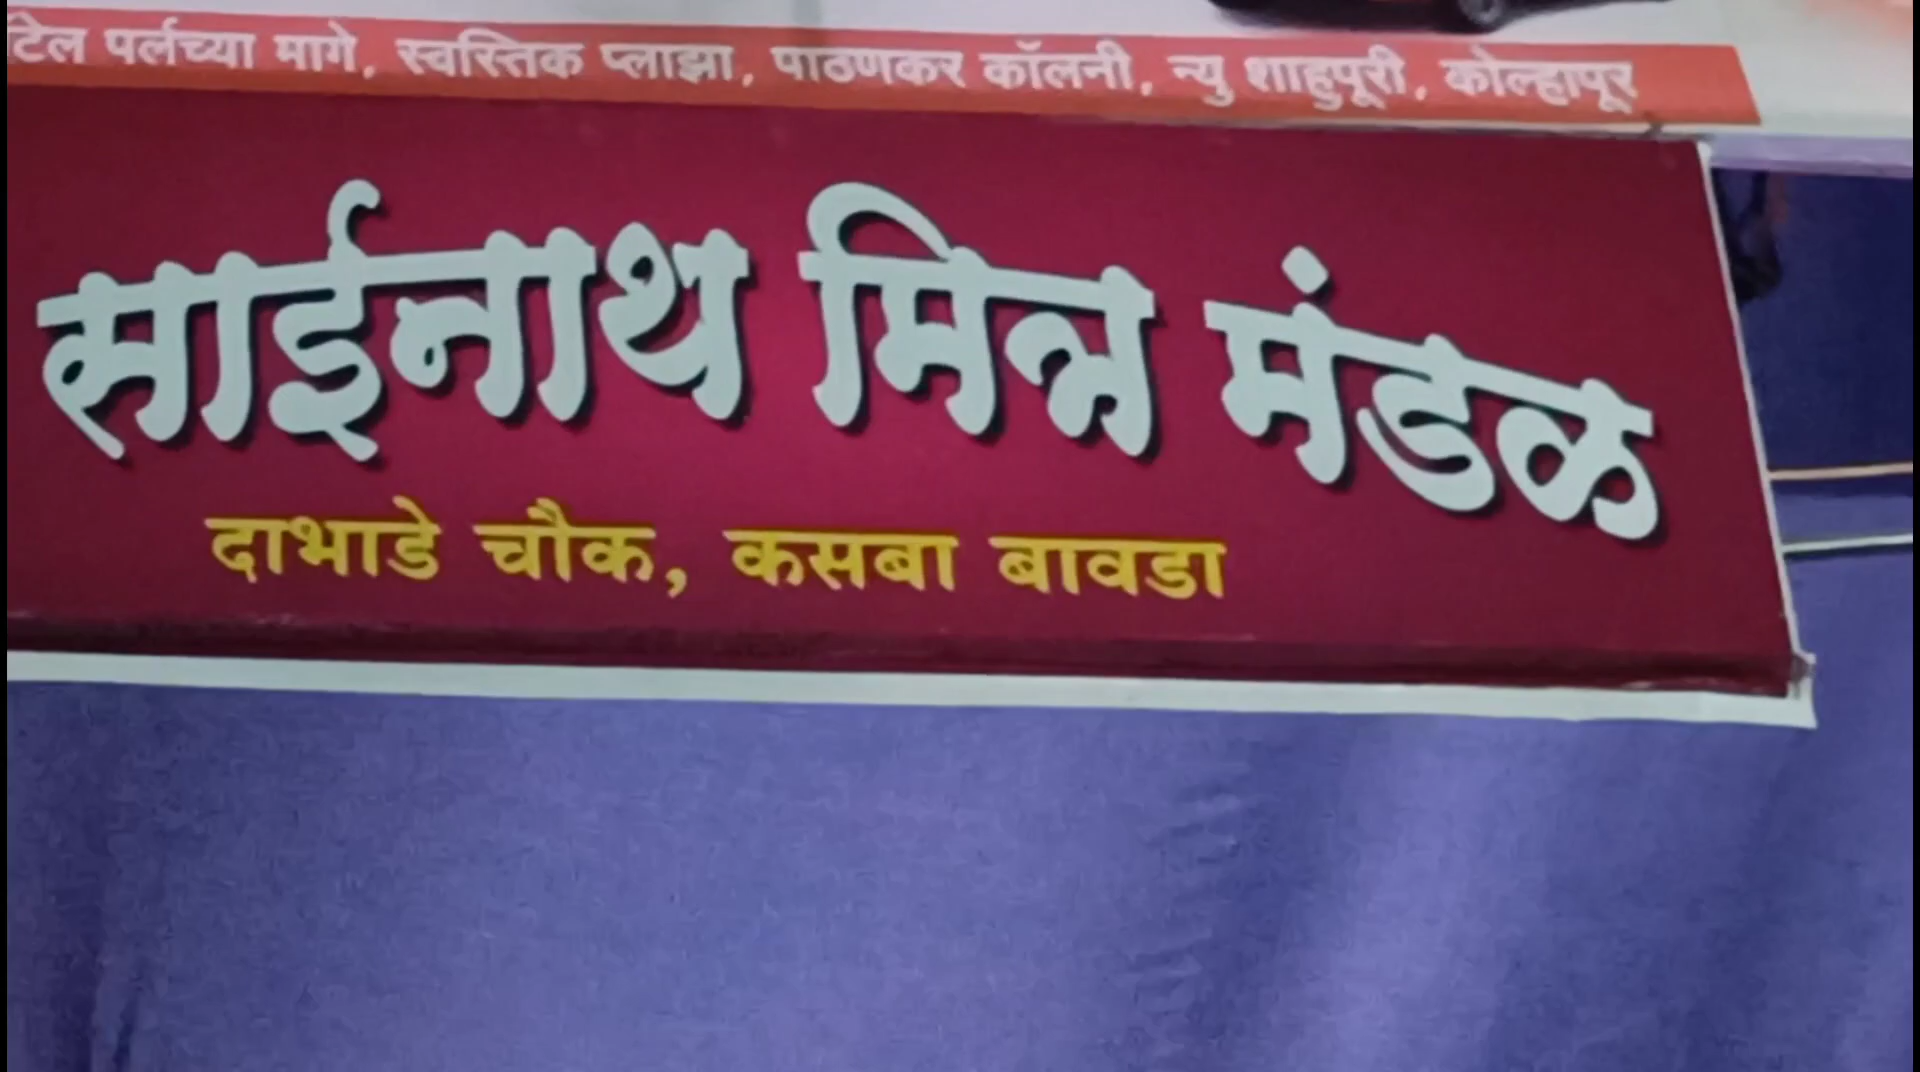 पर्लच्या मागे, स्वस्तिक प्लाझा, पाठणकर कॉलनी, न्यु शाहुपूरी, कोल्हापूर
साईनाथ मित्र मंडळ
दाभाडे चौक, कसबा बावडा